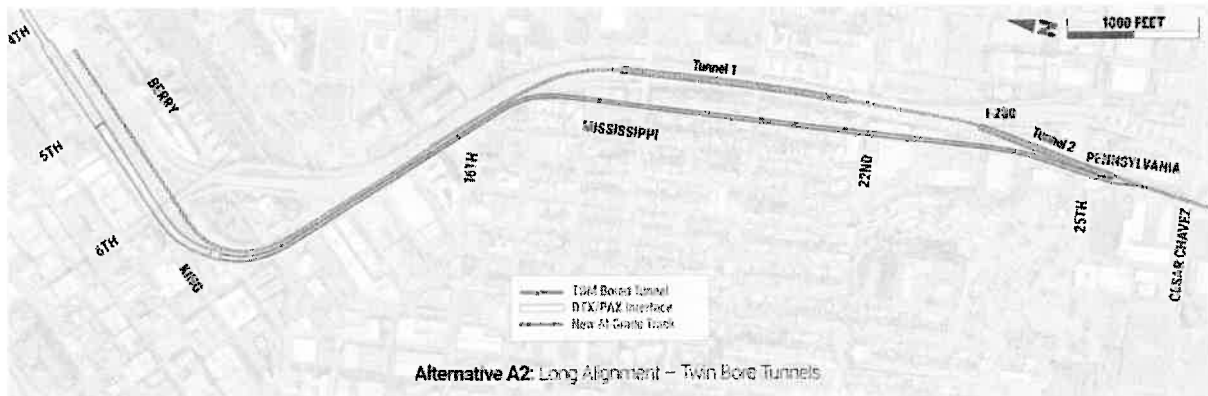 4TH
BERRY
5TH
6TH
KING
16TH
Tunnel 1
MISSISSIPPI
22ND
I-280
Tunnel 2
PENNSYLVANIA
25TH
CESAR CHAVEZ
N
1000 FEET
TBM Bored Tunnel
DTX/PAX Interface
New At Grade Track
Alternative A2: Long Alignment – Twin Bore Tunnels